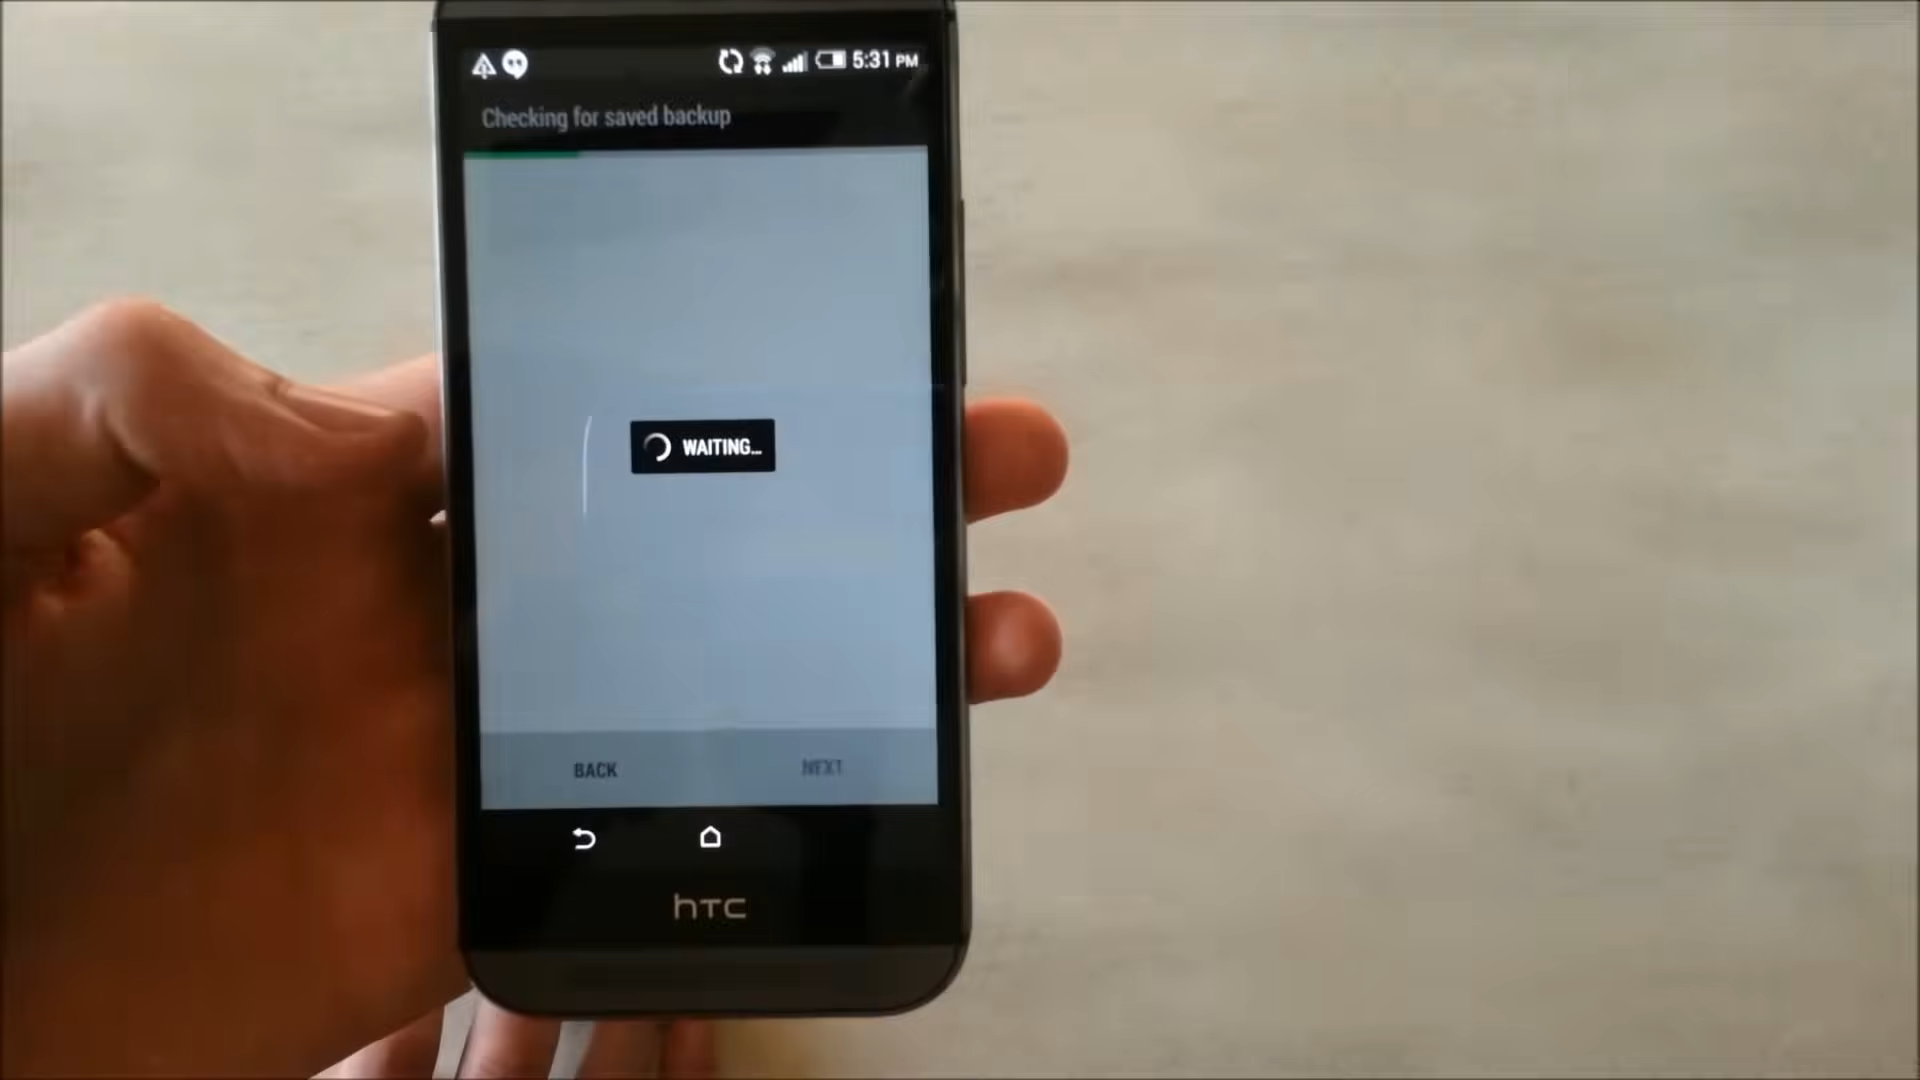 5:31 PM
Checking for saved backup
WAITING...
BACK
NEXT
hTC